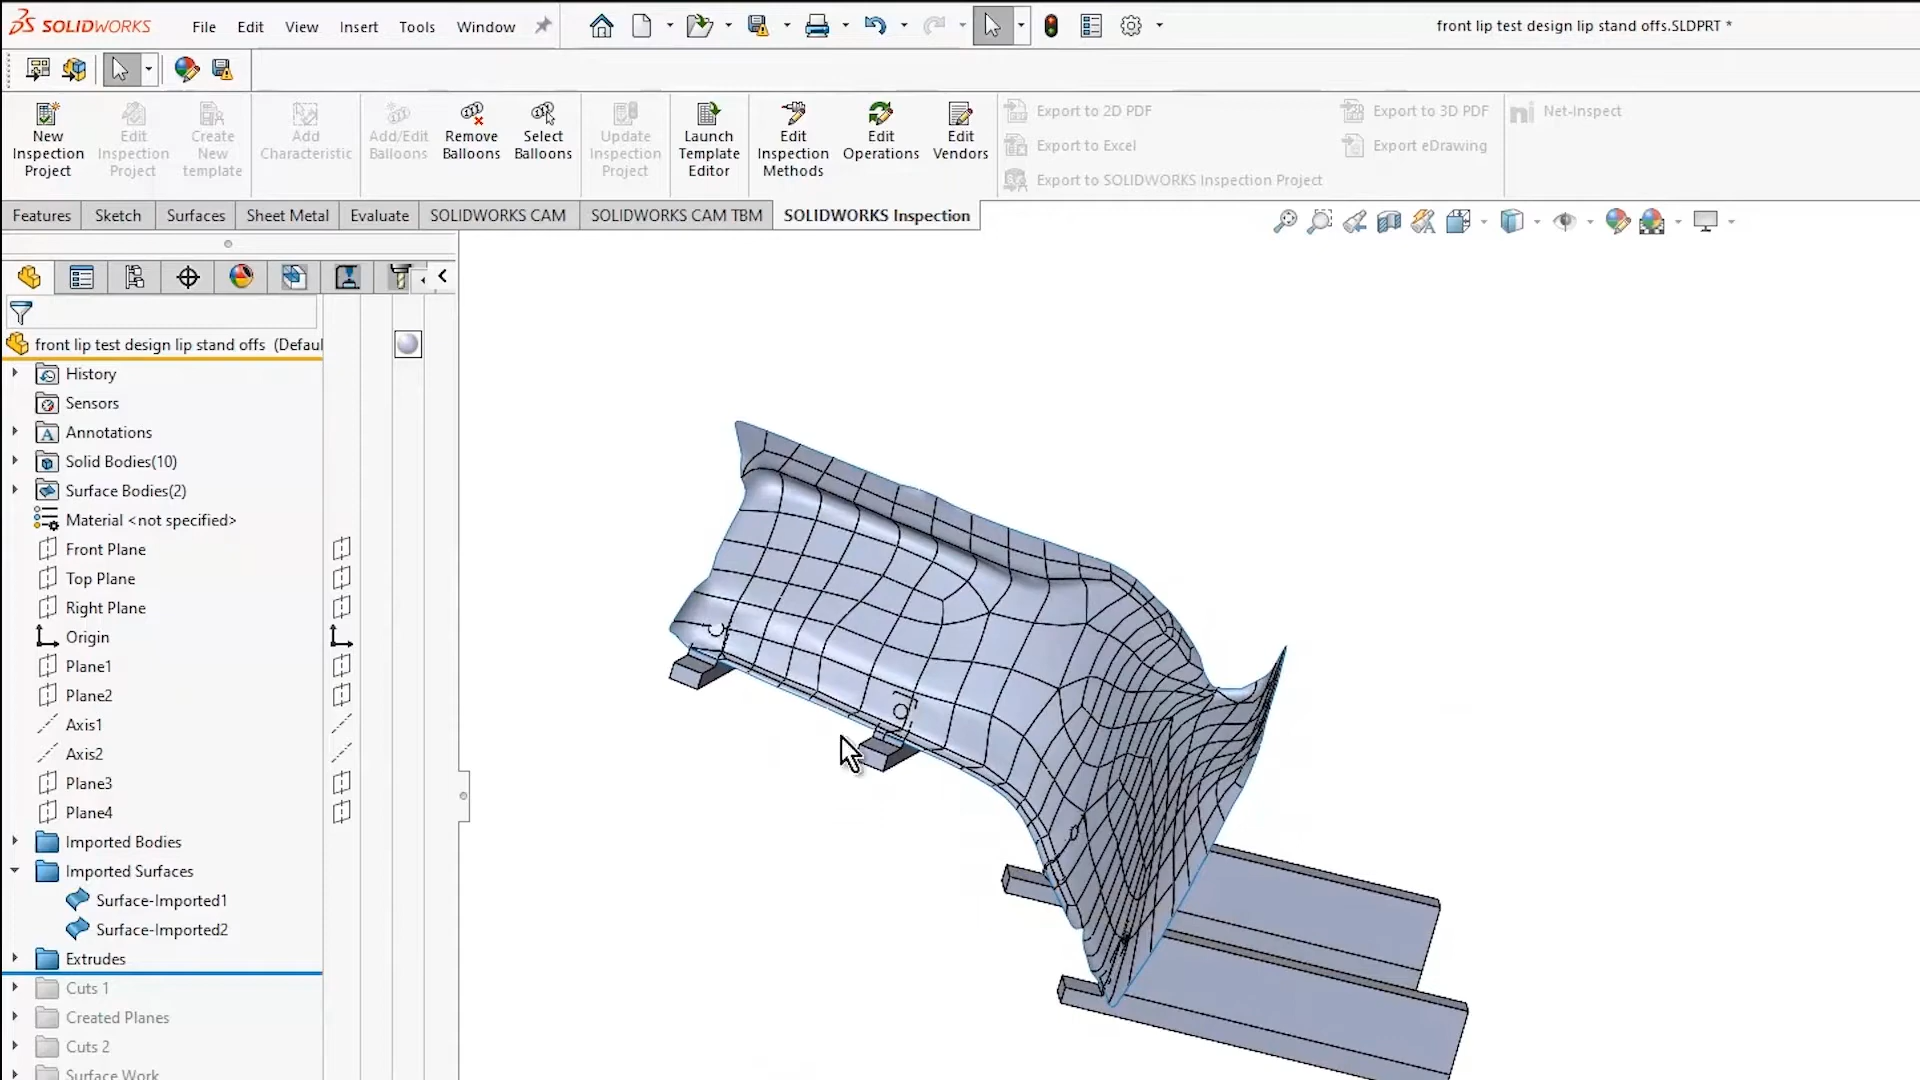 SOLIDWORKS File Edit View Insert Tools Window front lip test design lip stand offs.SLDPRT *
New Inspection Project
Edit Inspection Project
Create New template
Add Characteristic
Add/Edit Balloons
Remove Balloons
Select Balloons
Update Inspection Project
Launch Template Editor
Edit Inspection Methods
Edit Operations
Edit Vendors
Export to 2D PDF
Export to Excel
Export to SOLIDWORKS Inspection Project
Export to 3D PDF
Export eDrawing
Net-Inspect
Features Sketch Surfaces Sheet Metal Evaluate SOLIDWORKS CAM SOLIDWORKS CAM TBM SOLIDWORKS Inspection
front lip test design lip stand offs (Defaul
History
Sensors
Annotations
Solid Bodies(10)
Surface Bodies(2)
Material <not specified>
Front Plane
Top Plane
Right Plane
Origin
Plane1
Plane2
Axis1
Axis2
Plane3
Plane4
Imported Bodies
Imported Surfaces
Surface-Imported1
Surface-Imported2
Extrudes
Cuts 1
Created Planes
Cuts 2
Surface Work